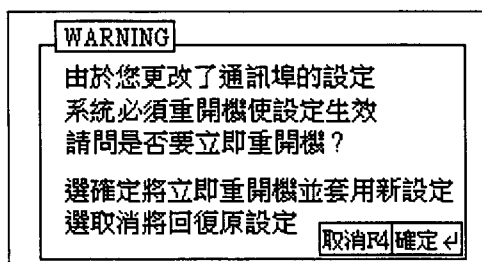 WARNING
由於您更改了通訊埠的設定
系統必須重開機使設定生效
請問是否要立即重開機？
選確定將立即重開機並套用新設定
選取消將回復原設定
取消F4 確定↵